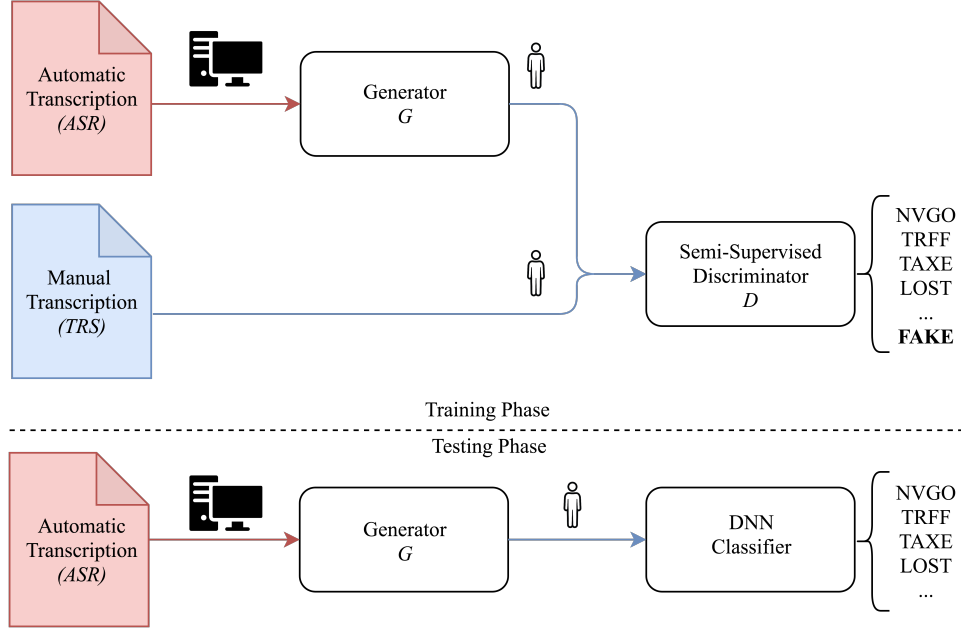 Automatic
Transcription
(ASR)
Generator
G
Manual
Transcription
(TRS)
Semi-Supervised
Discriminator
D
NVGO
TRFF
TAXE
LOST
...
FAKE
Training Phase
Testing Phase
Automatic
Transcription
(ASR)
Generator
G
DNN
Classifier
NVGO
TRFF
TAXE
LOST
...